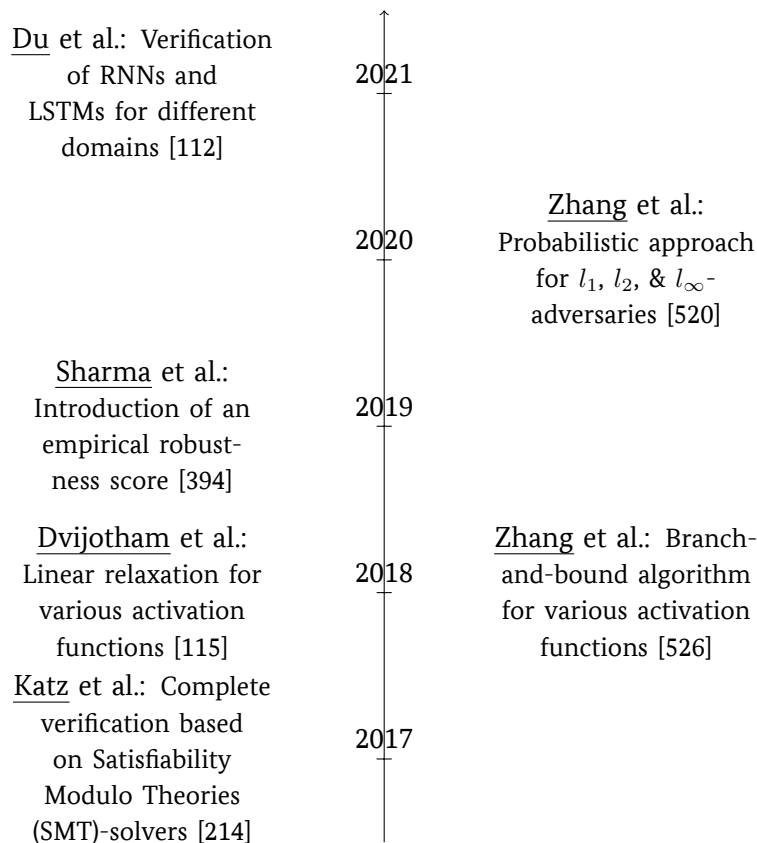 Du et al.: Verification
of RNNs and
LSTMs for different
domains [112]
2021
Zhang et al.:
Probabilistic approach
for l₁, l₂, & l∞-
adversaries [520]
2020
Sharma et al.:
Introduction of an
empirical robust-
ness score [394]
2019
Dvijotham et al.:
Linear relaxation for
various activation
functions [115]
2018
Zhang et al.: Branch-
and-bound algorithm
for various activation
functions [526]
Katz et al.: Complete
verification based
on Satisfiability
Modulo Theories
(SMT)-solvers [214]
2017